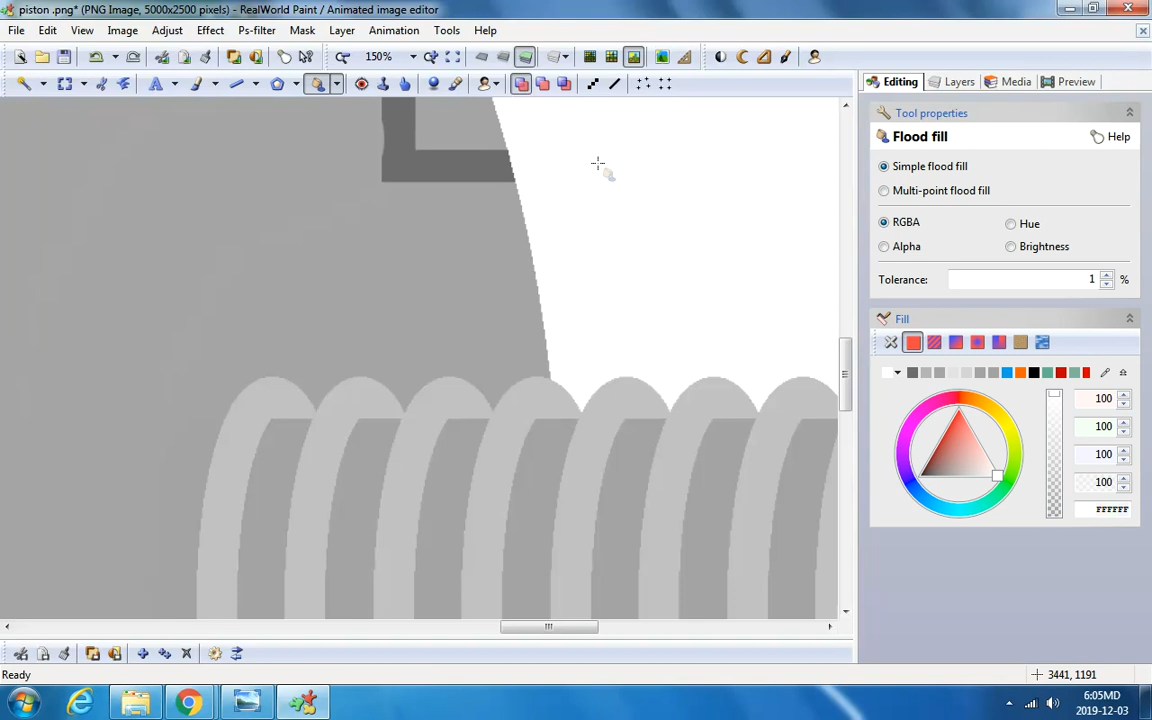 piston .png* (PNG Image, 5000x2500 pixels) - RealWorld Paint / Animated image editor
File Edit View Image Adjust Effect Ps-filter Mask Layer Animation Tools Help
150%
Editing Layers Media Preview
Tool properties
Flood fill Help
Simple flood fill
Multi-point flood fill
RGBA Hue
Alpha Brightness
Tolerance: 1 %
Fill
100
100
100
100
FFFFFF
Ready 3441, 1191
6:05MD
2019-12-03